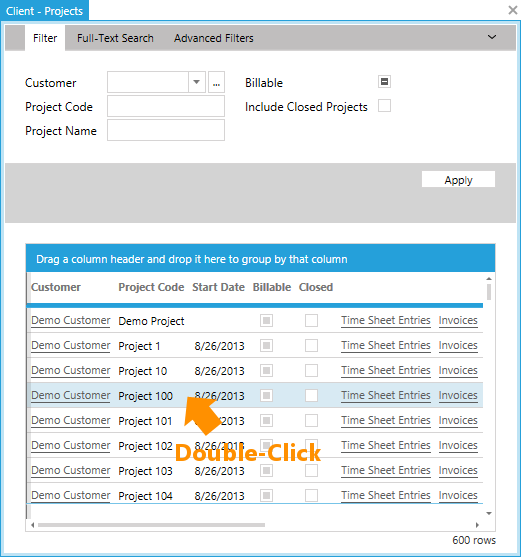 Client - Projects
Filter Full-Text Search Advanced Filters
Customer ... Billable
Project Code Include Closed Projects
Project Name
Apply
Drag a column header and drop it here to group by that column
Customer Project Code Start Date Billable Closed
Demo Customer Demo Project Time Sheet Entries Invoices
Demo Customer Project 1 8/26/2013 Time Sheet Entries Invoices
Demo Customer Project 10 8/26/2013 Time Sheet Entries Invoices
Demo Customer Project 100 8/26/2013 Time Sheet Entries Invoices
Demo Customer Project 101 8/26/2013 Time Sheet Entries Invoices
Demo Customer Project 102 8/26/2013 Time Sheet Entries Invoices
Double-Click
Demo Customer Project 103 8/26/2013 Time Sheet Entries Invoices
Demo Customer Project 104 8/26/2013 Time Sheet Entries Invoices
600 rows